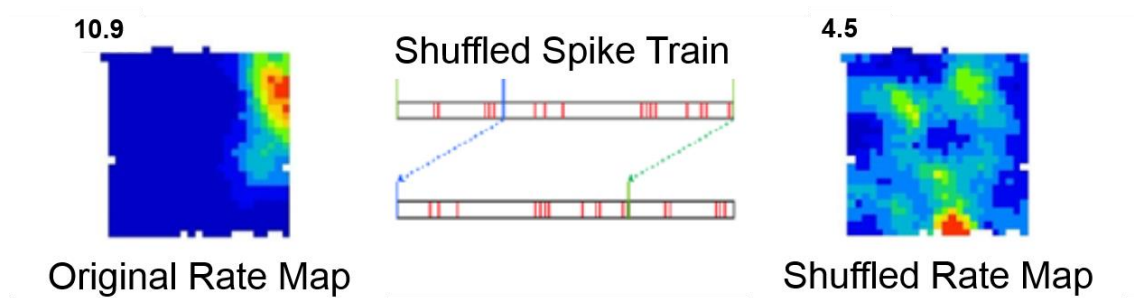 10.9
Original Rate Map
Shuffled Spike Train
4.5
Shuffled Rate Map